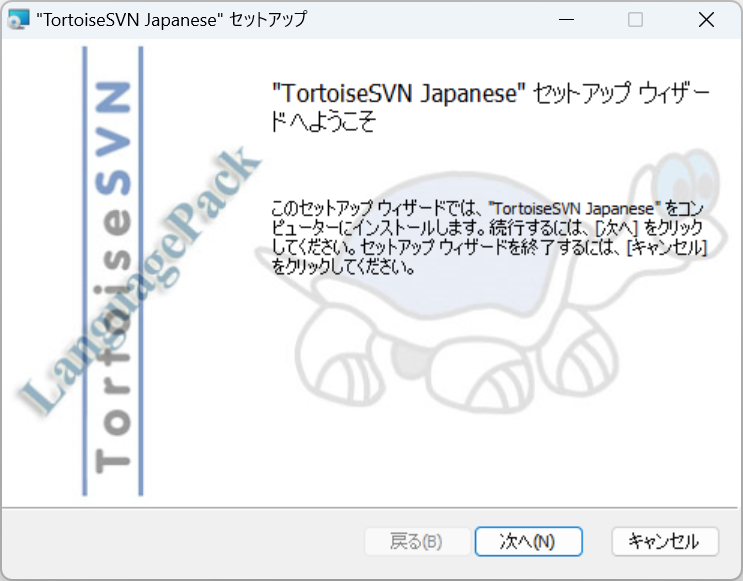 "TortoiseSVN Japanese" セットアップ
TortoiseSVN
LanguagePack
"TortoiseSVN Japanese" セットアップ ウィザー
ドへようこそ
このセットアップ ウィザードでは、"TortoiseSVN Japanese" をコン
ピューターにインストールします。続行するには、[次へ] をクリック
してください。セットアップ ウィザードを終了するには、[キャンセル]
をクリックしてください。
戻る(B)
次へ(N)
キャンセル